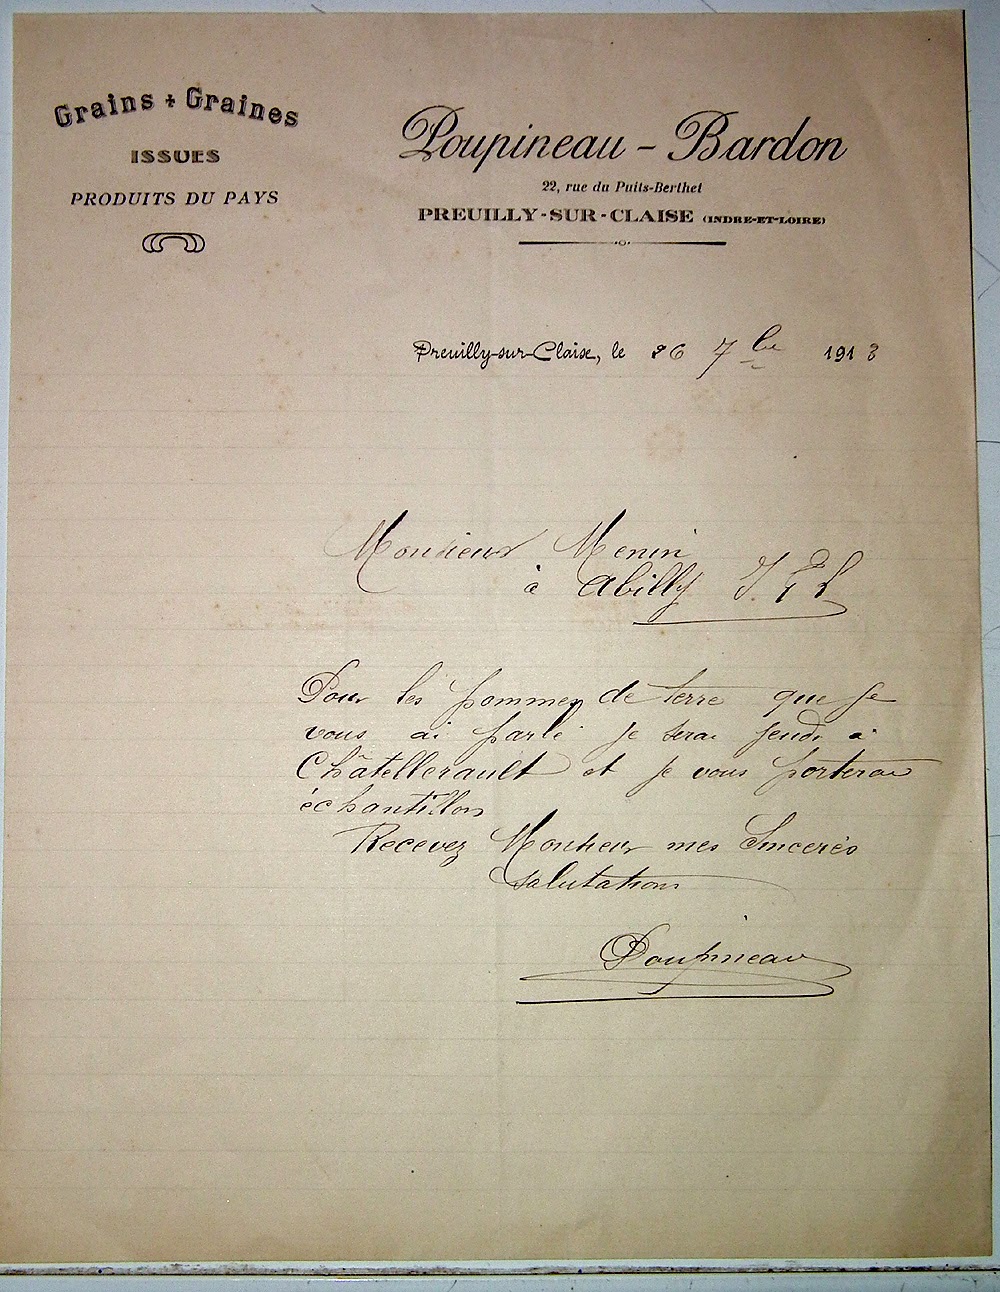 Grains + Graines
ISSUES
PRODUITS DU PAYS
Poupineau - Bardon
22, rue du Puits-Berthet
PREUILLY-SUR-CLAISE (INDRE-ET-LOIRE)
Preuilly-sur-Claise, le 26 7bre 1913
Monsieur Menin
à Abilly I. & L
Pour les pommes de terre que je
vous ai parlé je serai jeudi à
Châtellerault et je vous porterai
échantillon
Recevez Monsieur mes Sincères
salutations
Poupineau